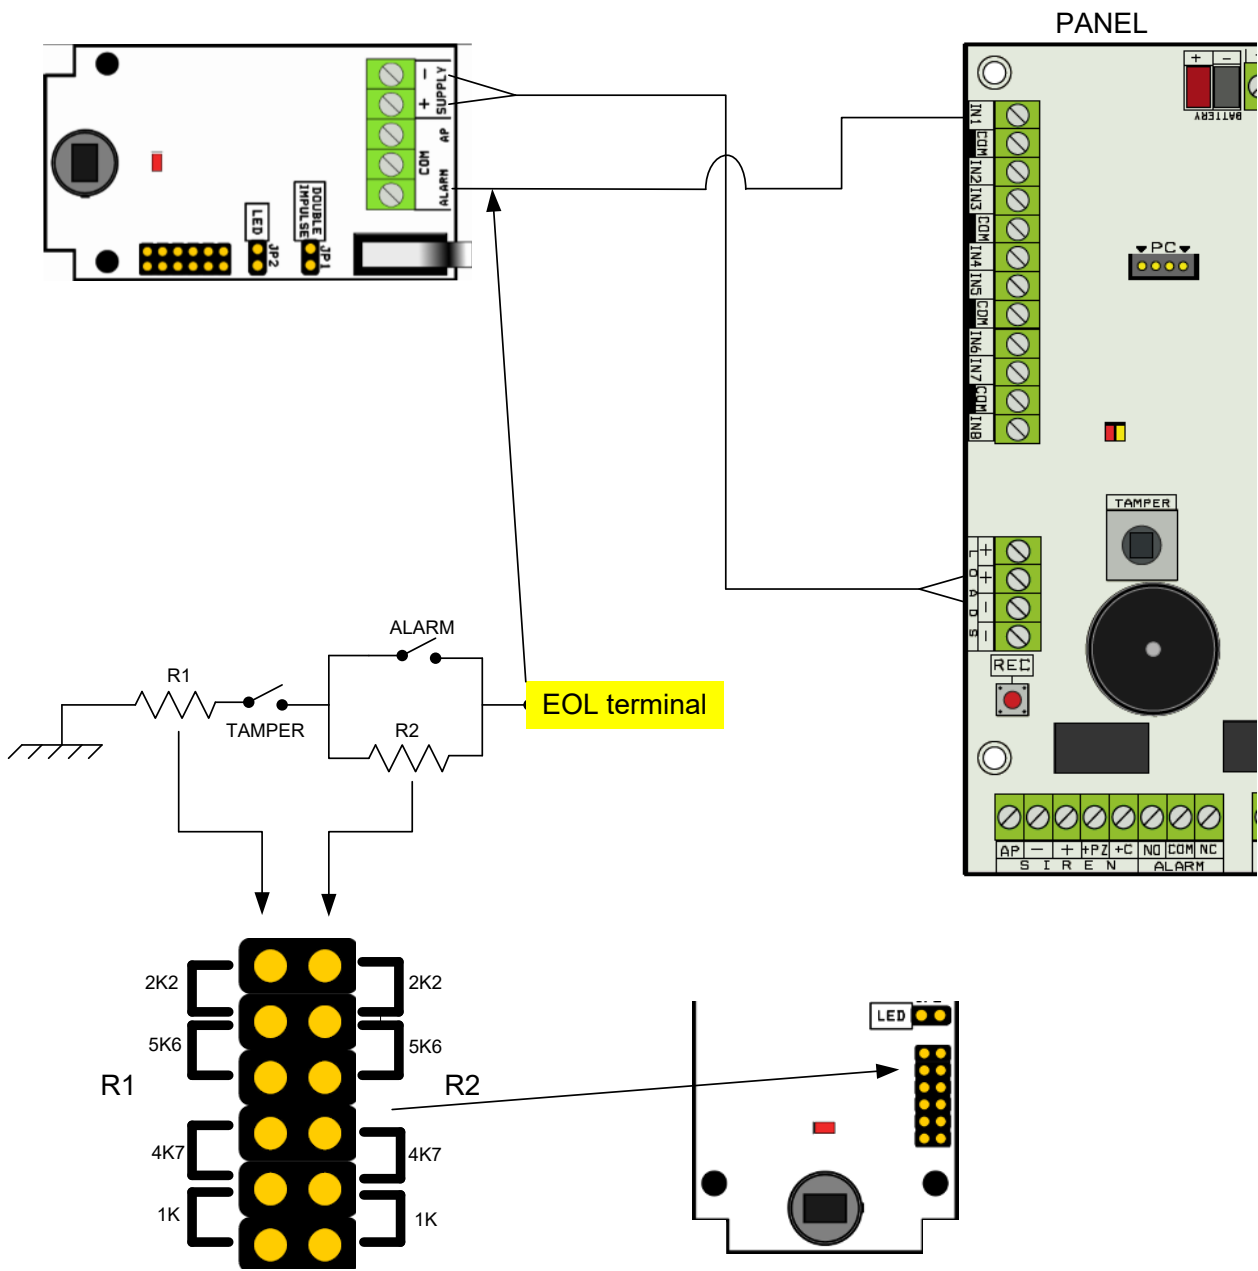 PANEL
+ −
BATTERY
− +
SUPPLY
AP
COM
ALARM
LED
JP2
DOUBLE
IMPULSE
JP1
IN1
COM
IN2
IN3
COM
IN4
IN5
COM
IN6
IN7
COM
IN8
PC
TAMPER
+
+
−
−
LOADS
REC
AP − + +PZ +C NO COM NC
SIREN ALARM
ALARM
R1
TAMPER
R2
EOL terminal
2K2 2K2
5K6 5K6
R1 R2
4K7 4K7
1K 1K
LED